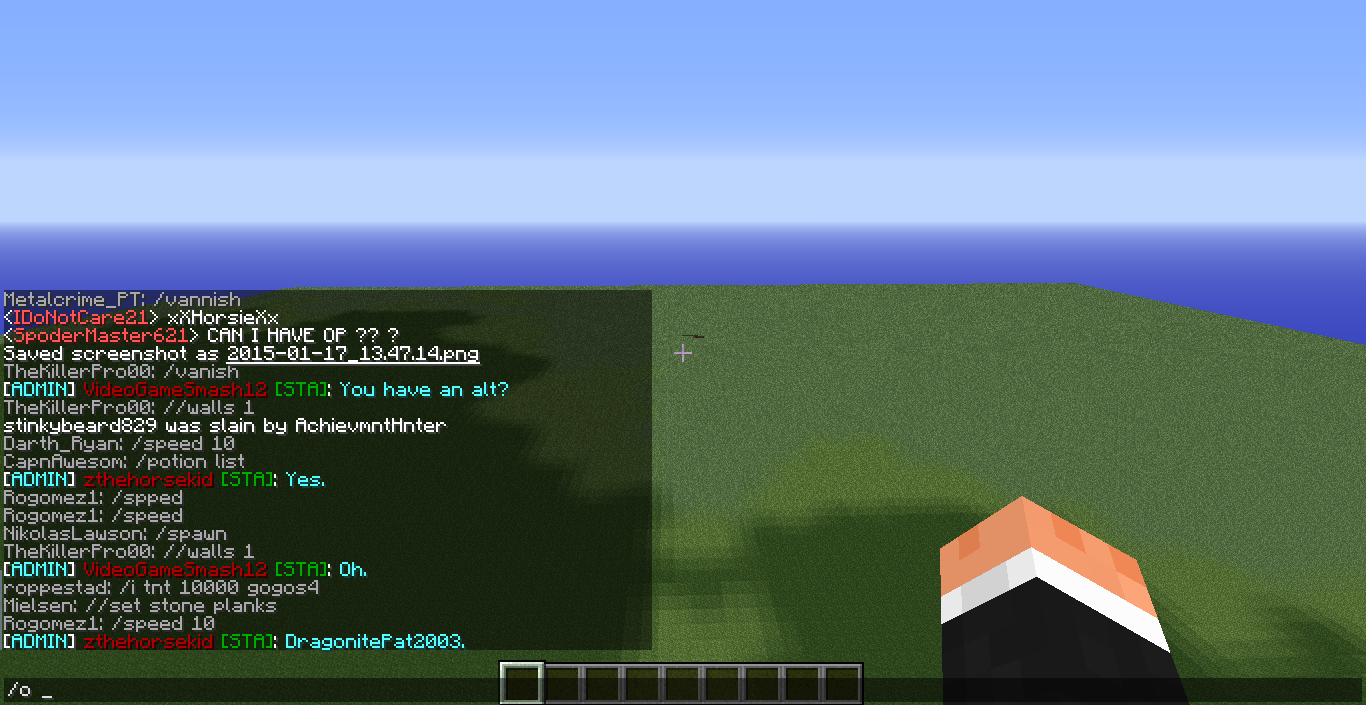 Metalcrime_PT: /vannish
<IDoNotCare21> xXHorsieXx
<SpoderMaster621> CAN I HAVE OP ?? ?
Saved screenshot as 2015-01-17_13.47.14.png
TheKillerPro00: /vanish
[ADMIN] VideoGameSmash12 [STA]: You have an alt?
TheKillerPro00: //walls 1
stinkybeard829 was slain by AchievmntHnter
Darth_Ryan: /speed 10
CapnAwesom: /potion list
[ADMIN] zthehorsekid [STA]: Yes.
Rogomez1: /spped
Rogomez1: /speed
NikolasLawson: /spawn
TheKillerPro00: //walls 1
[ADMIN] VideoGameSmash12 [STA]: Oh.
roppestad: /i tnt 10000 gogos4
Mielsen: //set stone planks
Rogomez1: /speed 10
[ADMIN] zthehorsekid [STA]: DragonitePat2003.
/o _